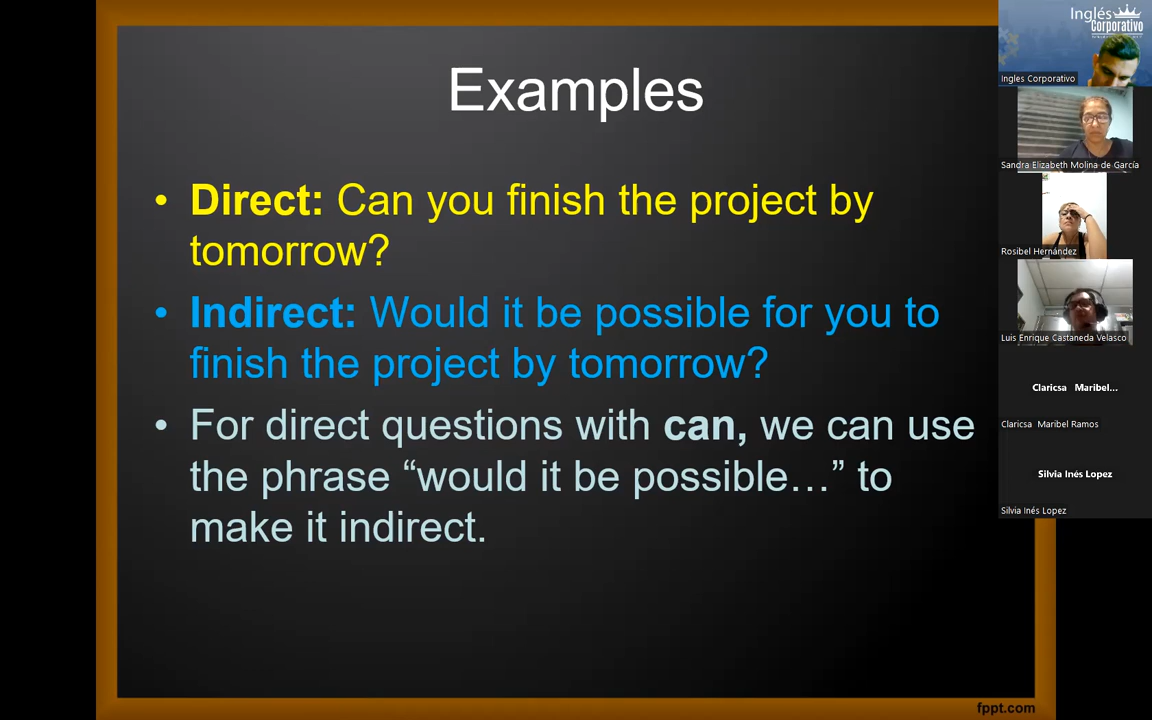 Examples
• Direct: Can you finish the project by
tomorrow?
• Indirect: Would it be possible for you to
finish the project by tomorrow?
• For direct questions with can, we can use
the phrase “would it be possible…” to
make it indirect.
fppt.com
Inglés
Corporativo
Ingles Corporativo
Sandra Elizabeth Molina de García
Rosibel Hernández
Luis Enrique Castaneda Velasco
Claricsa Maribel...
Claricsa Maribel Ramos
Silvia Inés Lopez
Silvia Inés Lopez